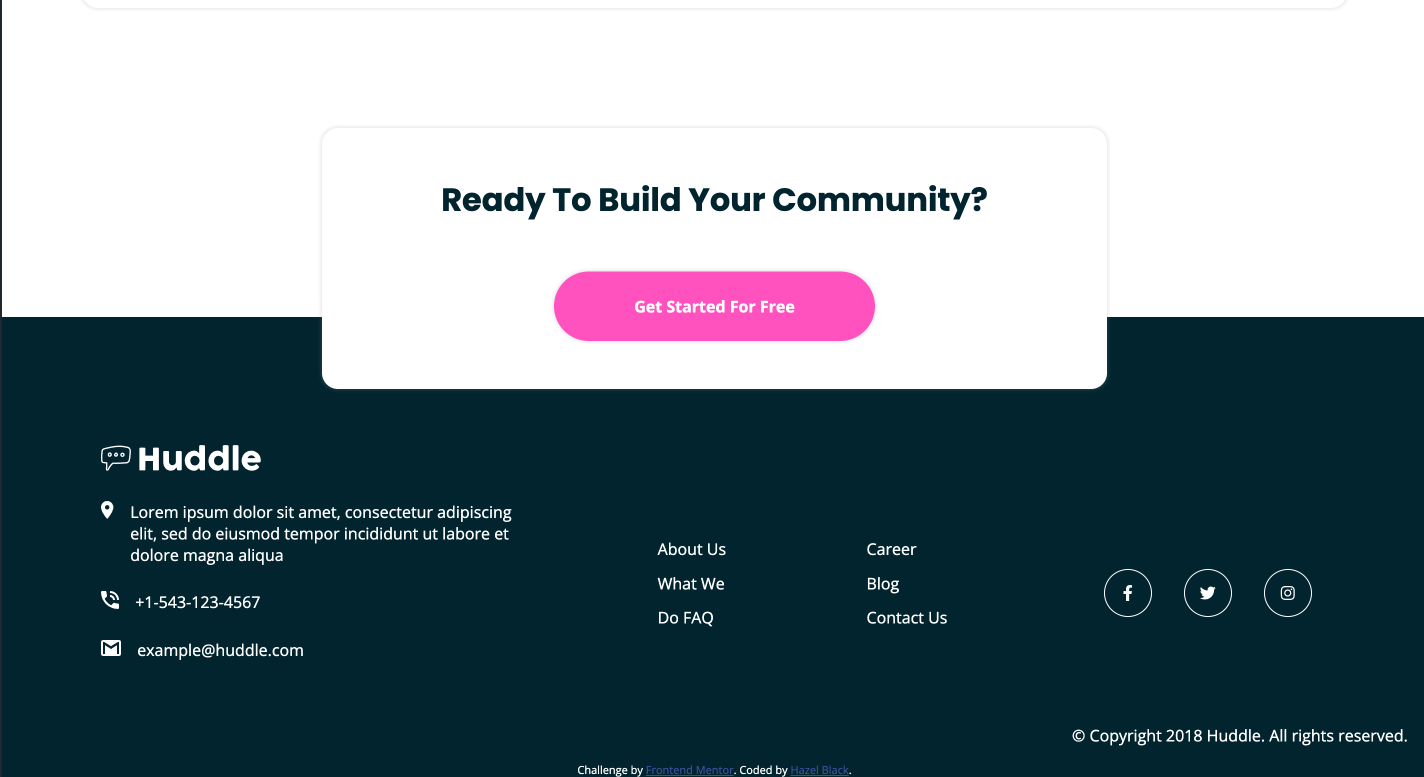 Ready To Build Your Community?
Get Started For Free
Huddle
Lorem ipsum dolor sit amet, consectetur adipiscing
elit, sed do eiusmod tempor incididunt ut labore et
dolore magna aliqua
+1-543-123-4567
example@huddle.com
About Us
What We
Do FAQ
Career
Blog
Contact Us
© Copyright 2018 Huddle. All rights reserved.
Challenge by Frontend Mentor. Coded by Hazel Black.